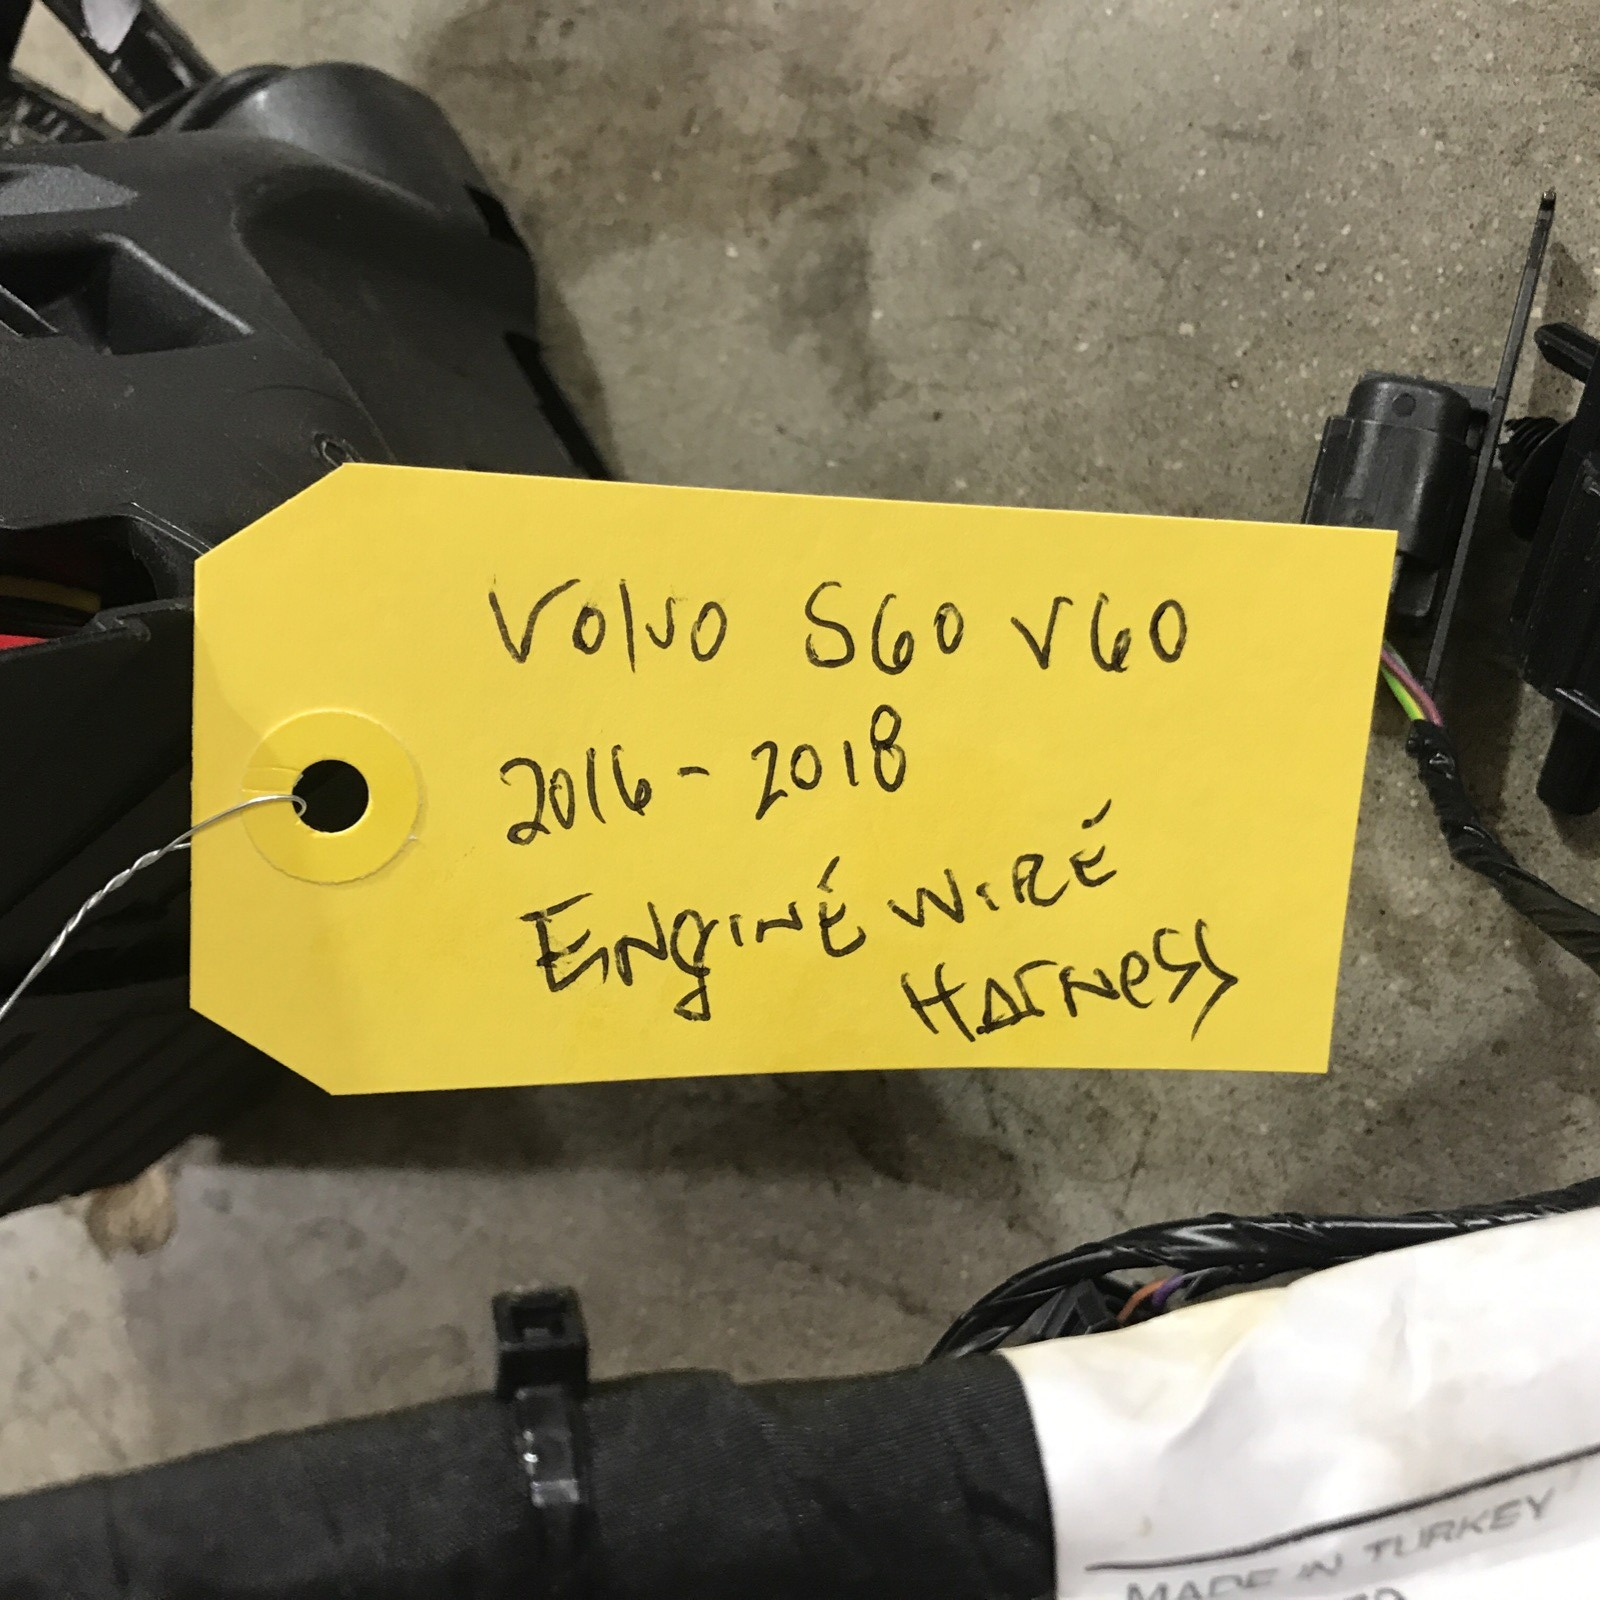 Volvo S60 V60
2016 - 2018
ENgINE WIRE
HArNess
MADE IN TURKEY